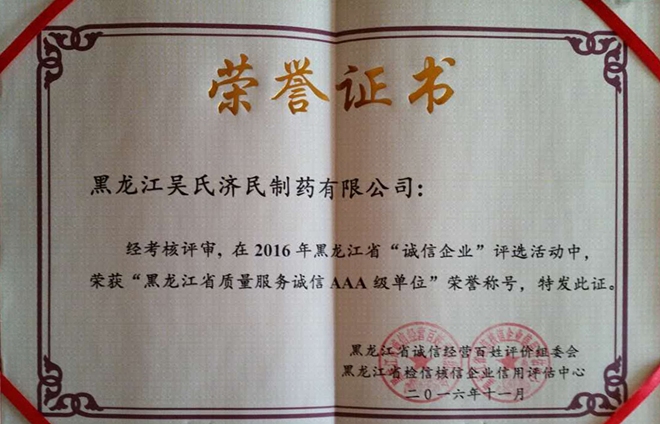 荣誉证书
黑龙江吴氏济民制药有限公司：
经考核评审，在2016年黑龙江省“诚信企业”评选活动中，
荣获“黑龙江省质量服务诚信AAA级单位”荣誉称号，特发此证。
黑龙江省诚信经营百姓评价组委会
黑龙江省检信核信企业信用评估中心
二〇一六年十一月